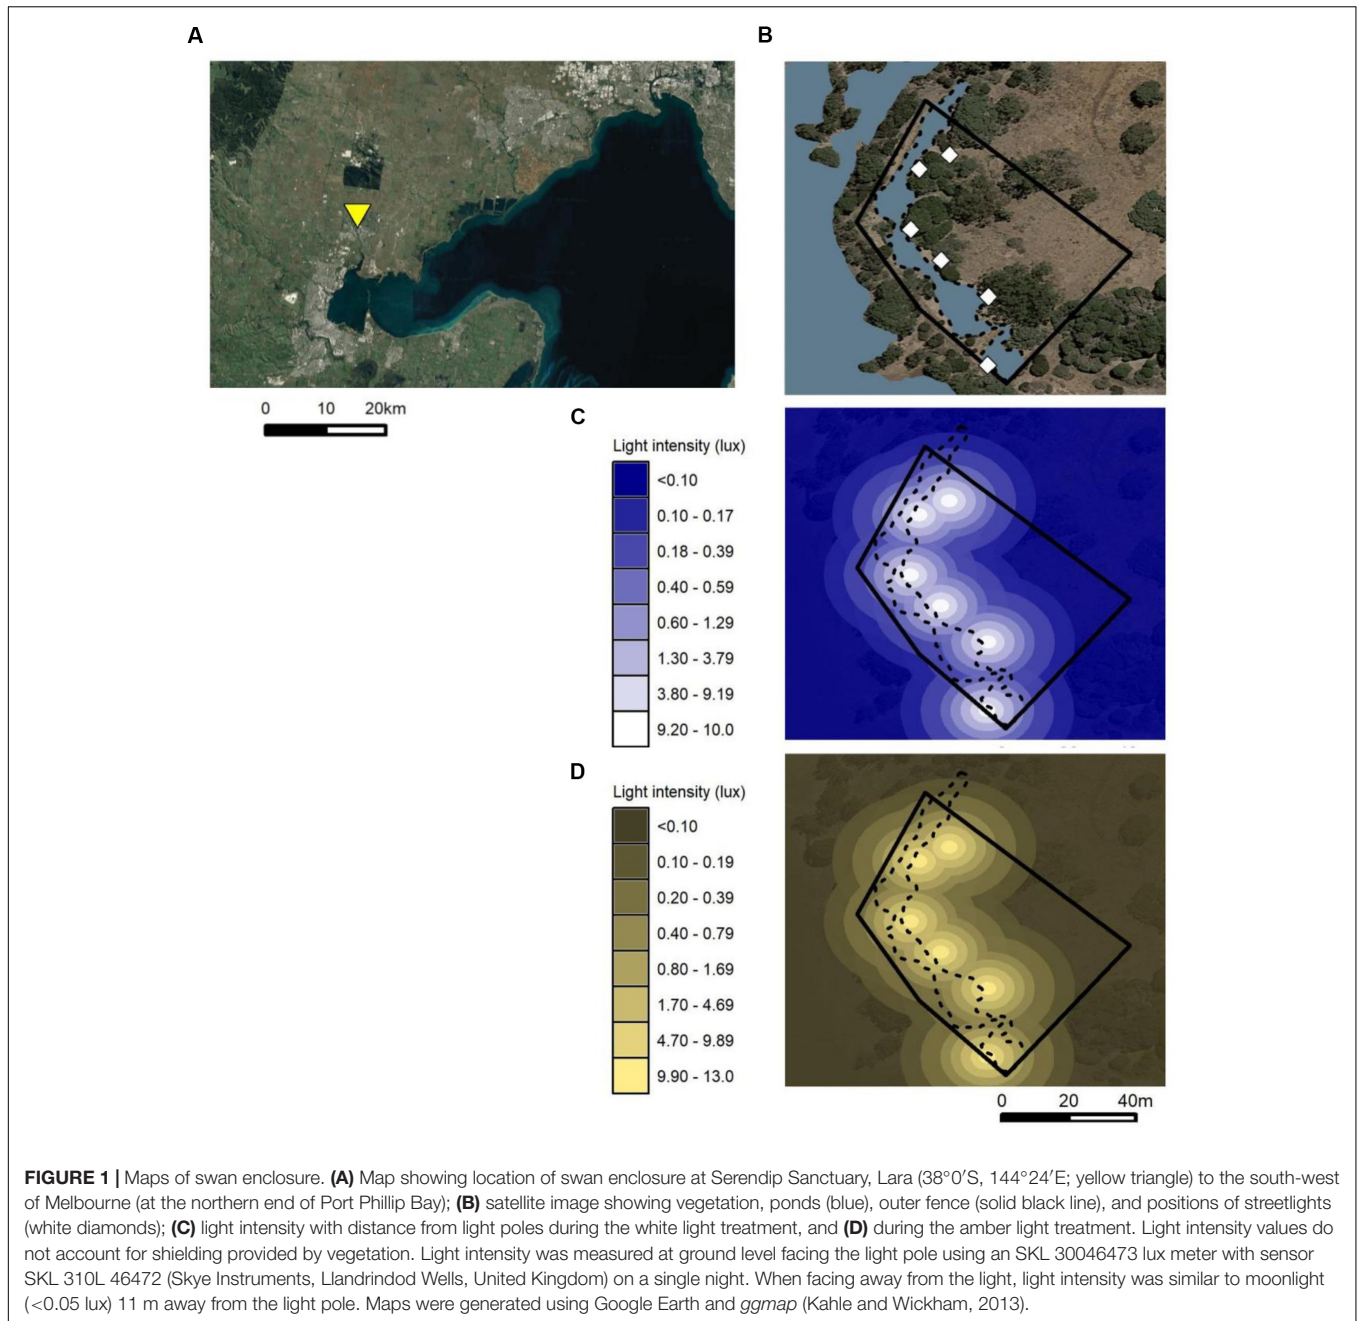 A
B
0 10 20km
C
Light intensity (lux)
<0.10
0.10 - 0.17
0.18 - 0.39
0.40 - 0.59
0.60 - 1.29
1.30 - 3.79
3.80 - 9.19
9.20 - 10.0
D
Light intensity (lux)
<0.10
0.10 - 0.19
0.20 - 0.39
0.40 - 0.79
0.80 - 1.69
1.70 - 4.69
4.70 - 9.89
9.90 - 13.0
0 20 40m
FIGURE 1 | Maps of swan enclosure. (A) Map showing location of swan enclosure at Serendip Sanctuary, Lara (38°0′S, 144°24′E; yellow triangle) to the south-west
of Melbourne (at the northern end of Port Phillip Bay); (B) satellite image showing vegetation, ponds (blue), outer fence (solid black line), and positions of streetlights
(white diamonds); (C) light intensity with distance from light poles during the white light treatment, and (D) during the amber light treatment. Light intensity values do
not account for shielding provided by vegetation. Light intensity was measured at ground level facing the light pole using an SKL 30046473 lux meter with sensor
SKL 310L 46472 (Skye Instruments, Llandrindod Wells, United Kingdom) on a single night. When facing away from the light, light intensity was similar to moonlight
(<0.05 lux) 11 m away from the light pole. Maps were generated using Google Earth and ggmap (Kahle and Wickham, 2013).